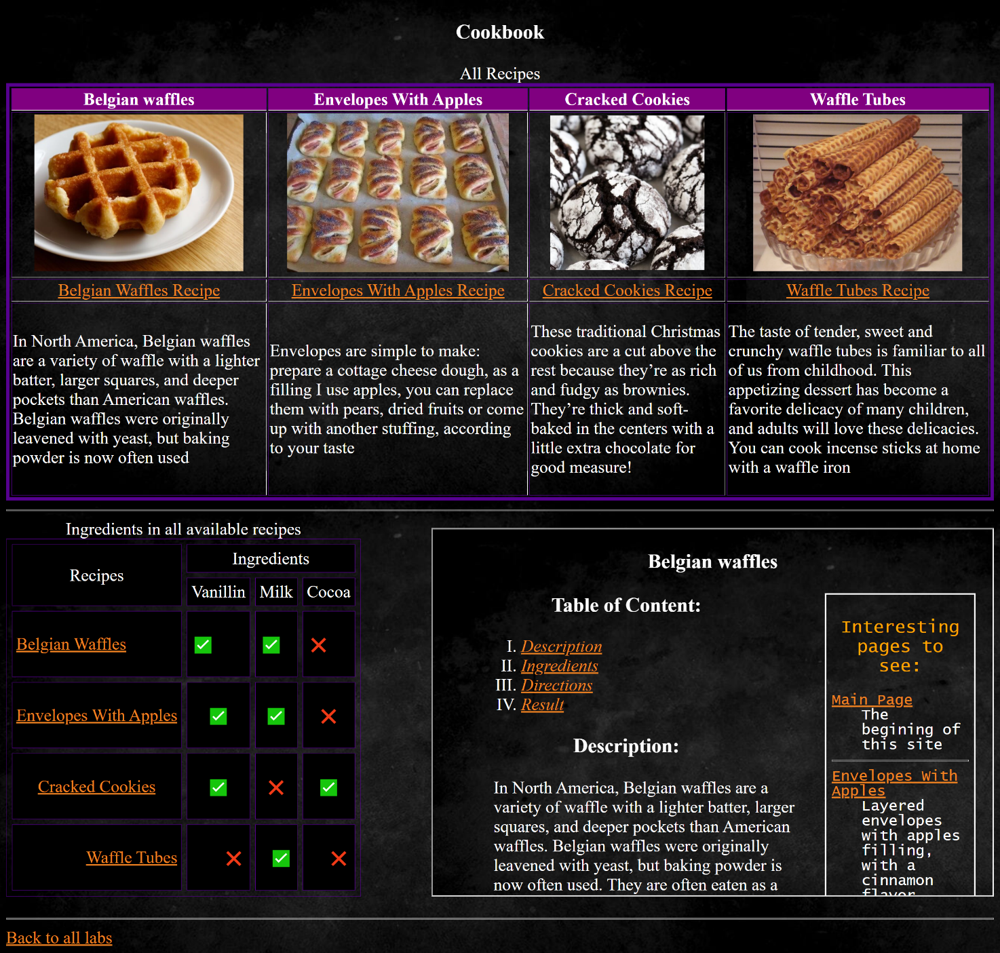 Cookbook
All Recipes
Belgian waffles
Envelopes With Apples
Cracked Cookies
Waffle Tubes
Belgian Waffles Recipe
Envelopes With Apples Recipe
Cracked Cookies Recipe
Waffle Tubes Recipe
In North America, Belgian waffles
are a variety of waffle with a lighter
batter, larger squares, and deeper
pockets than American waffles.
Belgian waffles were originally
leavened with yeast, but baking
powder is now often used
Envelopes are simple to make:
prepare a cottage cheese dough, as a
filling I use apples, you can replace
them with pears, dried fruits or come
up with another stuffing, according
to your taste
These traditional Christmas
cookies are a cut above the
rest because they’re as rich
and fudgy as brownies.
They’re thick and soft-
baked in the centers with a
little extra chocolate for
good measure!
The taste of tender, sweet and
crunchy waffle tubes is familiar to all
of us from childhood. This
appetizing dessert has become a
favorite delicacy of many children,
and adults will love these delicacies.
You can cook incense sticks at home
with a waffle iron
Ingredients in all available recipes
Recipes
Ingredients
Vanillin
Milk
Cocoa
Belgian Waffles
Envelopes With Apples
Cracked Cookies
Waffle Tubes
Belgian waffles
Table of Content:
I. Description
II. Ingredients
III. Directions
IV. Result
Description:
In North America, Belgian waffles are a
variety of waffle with a lighter batter, larger
squares, and deeper pockets than American
waffles. Belgian waffles were originally
leavened with yeast, but baking powder is
now often used. They are often eaten as a
Interesting
pages to
see:
Main Page
The
begining of
this site
Envelopes With
Apples
Layered
envelopes
with apples
filling,
with a
cinnamon
flavor
Back to all labs